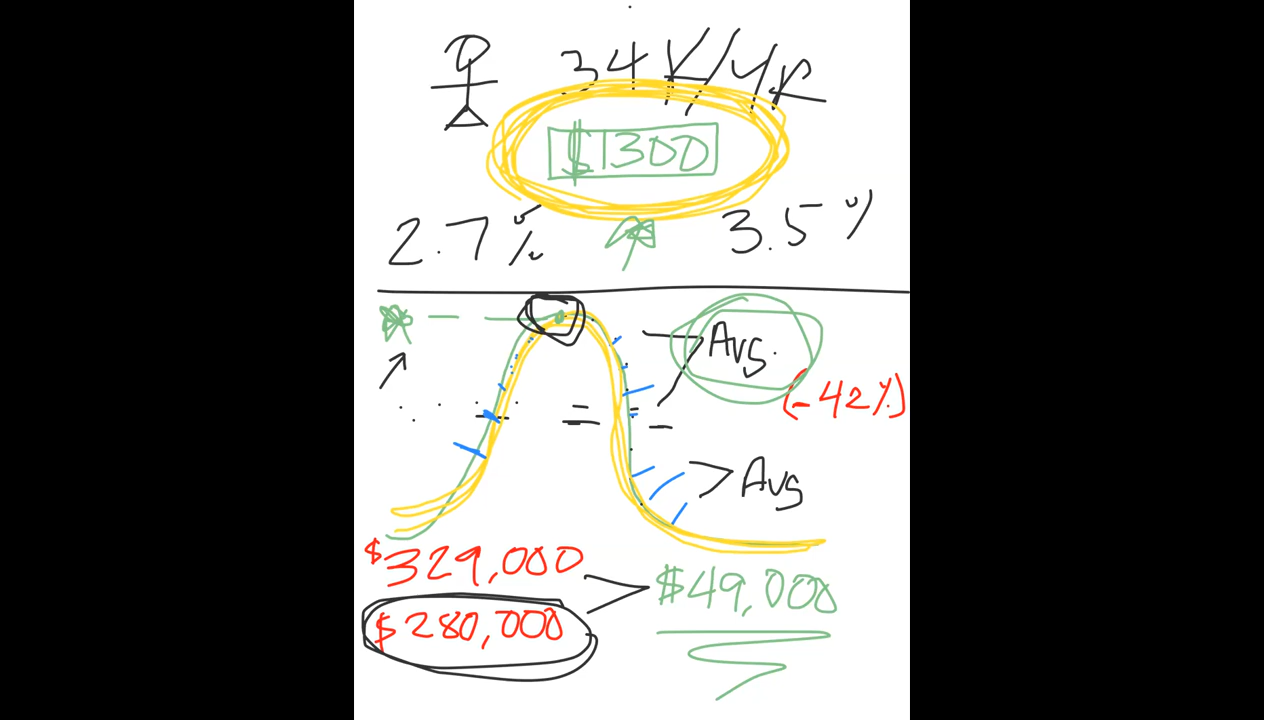 34K/yr
$1300
2.7% 3.5%
Avg.
(-42%)
Avg
$329,000
$280,000
$49,000